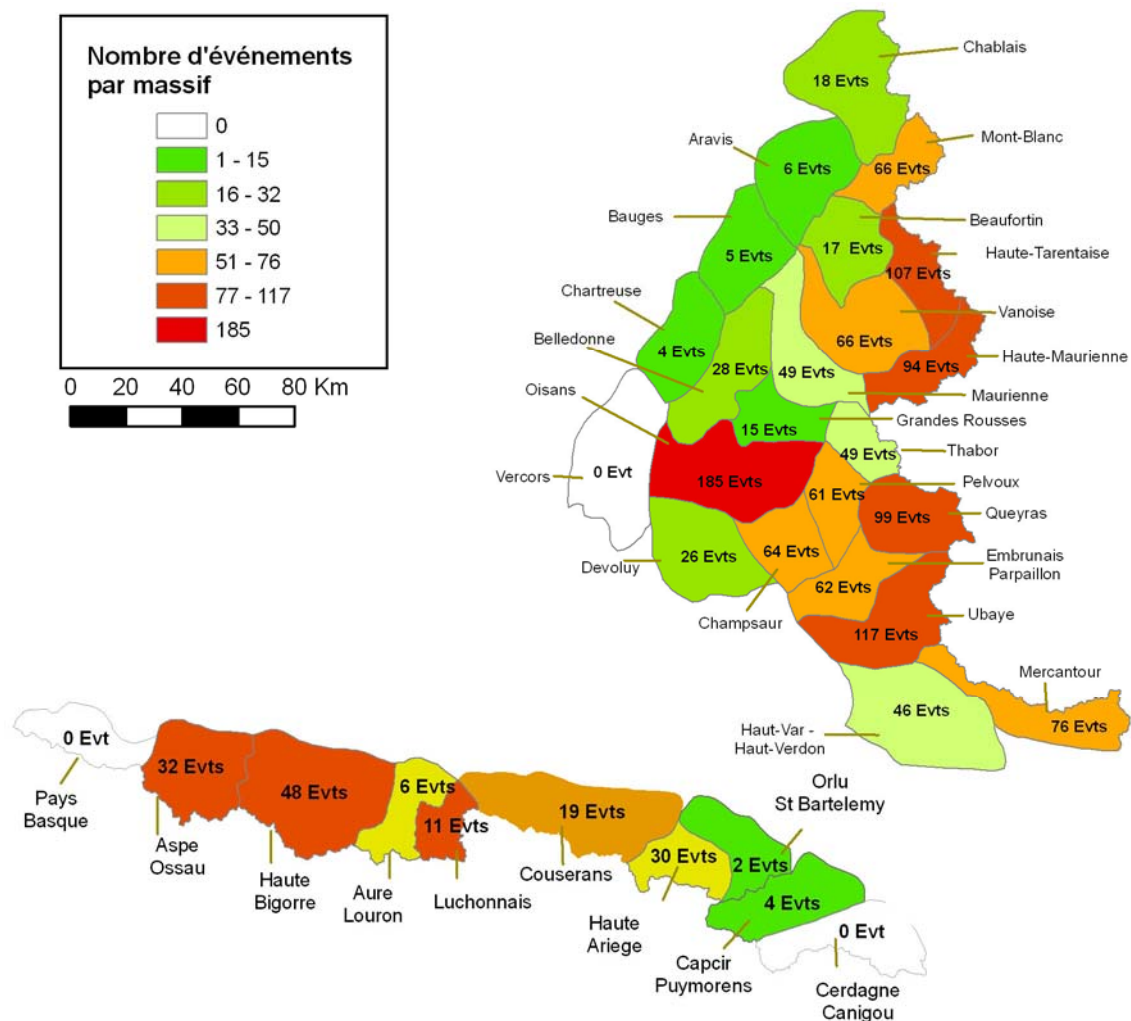 Nombre d'événements
par massif
0
1 - 15
16 - 32
33 - 50
51 - 76
77 - 117
185
0 20 40 60 80 Km
Chablais
18 Evts
Aravis
Mont-Blanc
6 Evts
66 Evts
Bauges
Beaufortin
17 Evts
Haute-Tarentaise
5 Evts
107 Evts
Chartreuse
Vanoise
Belledonne
66 Evts
4 Evts
Haute-Maurienne
28 Evts
49 Evts
94 Evts
Oisans
Maurienne
Grandes Rousses
15 Evts
Thabor
49 Evts
Vercors
0 Evt
185 Evts
61 Evts
Pelvoux
99 Evts
Queyras
Devoluy
26 Evts
64 Evts
Embrunais
Parpaillon
62 Evts
Champsaur
Ubaye
117 Evts
Mercantour
46 Evts
76 Evts
Haut-Var -
Haut-Verdon
0 Evt
32 Evts
48 Evts
6 Evts
11 Evts
19 Evts
Orlu
St Bartelemy
Pays
Basque
Aspe
Ossau
Haute
Bigorre
Aure
Louron
Luchonnais
Couserans
30 Evts
2 Evts
Haute
Ariege
4 Evts
0 Evt
Capcir
Puymorens
Cerdagne
Canigou